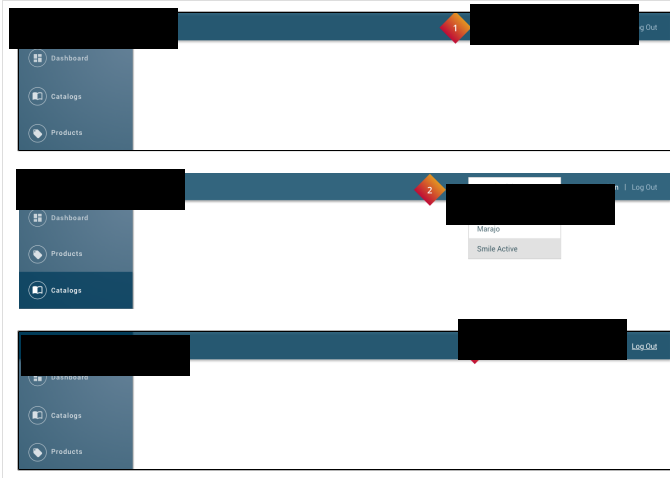 1
g Out
Dashboard
Catalogs
Products
2
n | Log Out
Dashboard
Marajo
Products
Smile Active
Catalogs
Log Out
Dashboard
Catalogs
Products